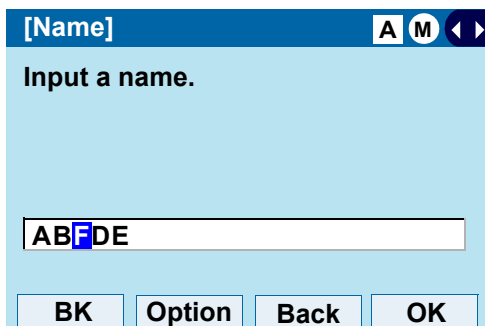 [Name] A M
Input a name.
ABFDE
BK Option Back OK